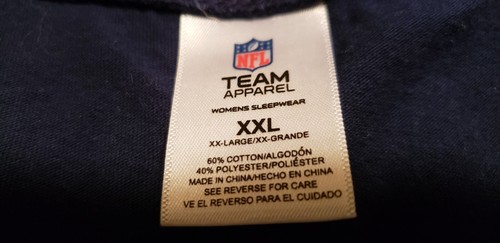 NFL
TEAM
APPAREL
WOMENS SLEEPWEAR
XXL
XX-LARGE/XX-GRANDE
60% COTTON/ALGODÓN
40% POLYESTER/POLIÉSTER
MADE IN CHINA/HECHO EN CHINA
SEE REVERSE FOR CARE
VE EL REVERSO PARA EL CUIDADO